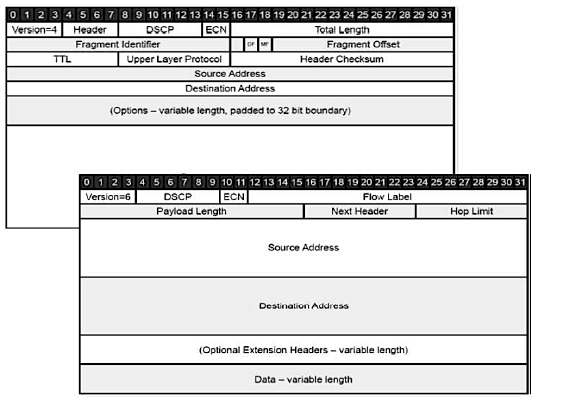 0 1 2 3 4 5 6 7 8 9 10 11 12 13 14 15 16 17 18 19 20 21 22 23 24 25 26 27 28 29 30 31
Version=4 Header DSCP ECN Total Length
Fragment Identifier DF MF Fragment Offset
TTL Upper Layer Protocol Header Checksum
Source Address
Destination Address
(Options – variable length, padded to 32 bit boundary)
0 1 2 3 4 5 6 7 8 9 10 11 12 13 14 15 16 17 18 19 20 21 22 23 24 25 26 27 28 29 30 31
Version=6 DSCP ECN Flow Label
Payload Length Next Header Hop Limit
Source Address
Destination Address
(Optional Extension Headers – variable length)
Data – variable length